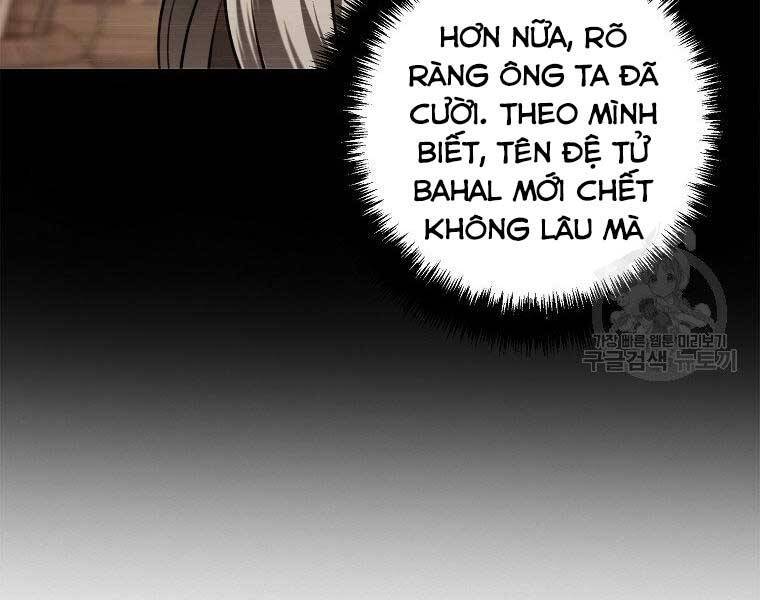 HƠN NỮA, RÕ
RÀNG ÔNG TA ĐÃ
CƯỜI. THEO MÌNH
BIẾT, TÊN ĐỆ TỬ
BAHAL MỚI CHẾT
KHÔNG LÂU MÀ
가장 빠른 웹툰 미리보기
구글검색 뉴토끼